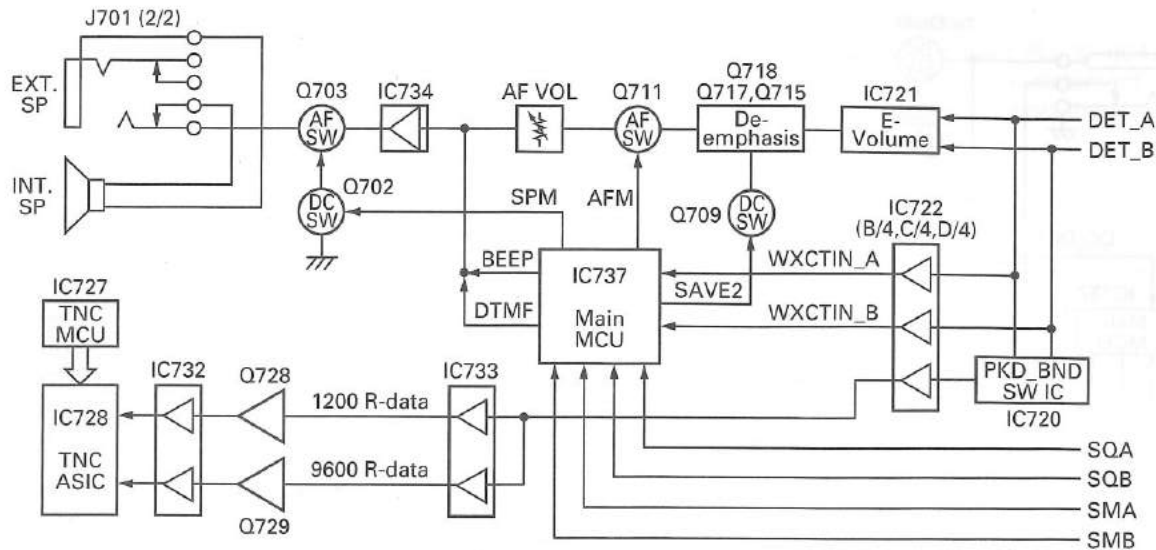 J701 (2/2)
EXT.
SP
INT.
SP
Q703
AF
SW
IC734
AF VOL
Q711
AF
SW
Q718
Q717,Q715
De-
emphasis
IC721
E-
Volume
DET_A
DET_B
DC
SW
Q702
SPM
AFM
Q709
DC
SW
IC722
(B/4,C/4,D/4)
BEEP
DTMF
IC737
Main
MCU
WXCTIN_A
SAVE2
WXCTIN_B
PKD_BND
SW IC
IC720
IC727
TNC
MCU
IC728
TNC
ASIC
IC732
Q728
1200 R-data
IC733
9600 R-data
Q729
SQA
SQB
SMA
SMB